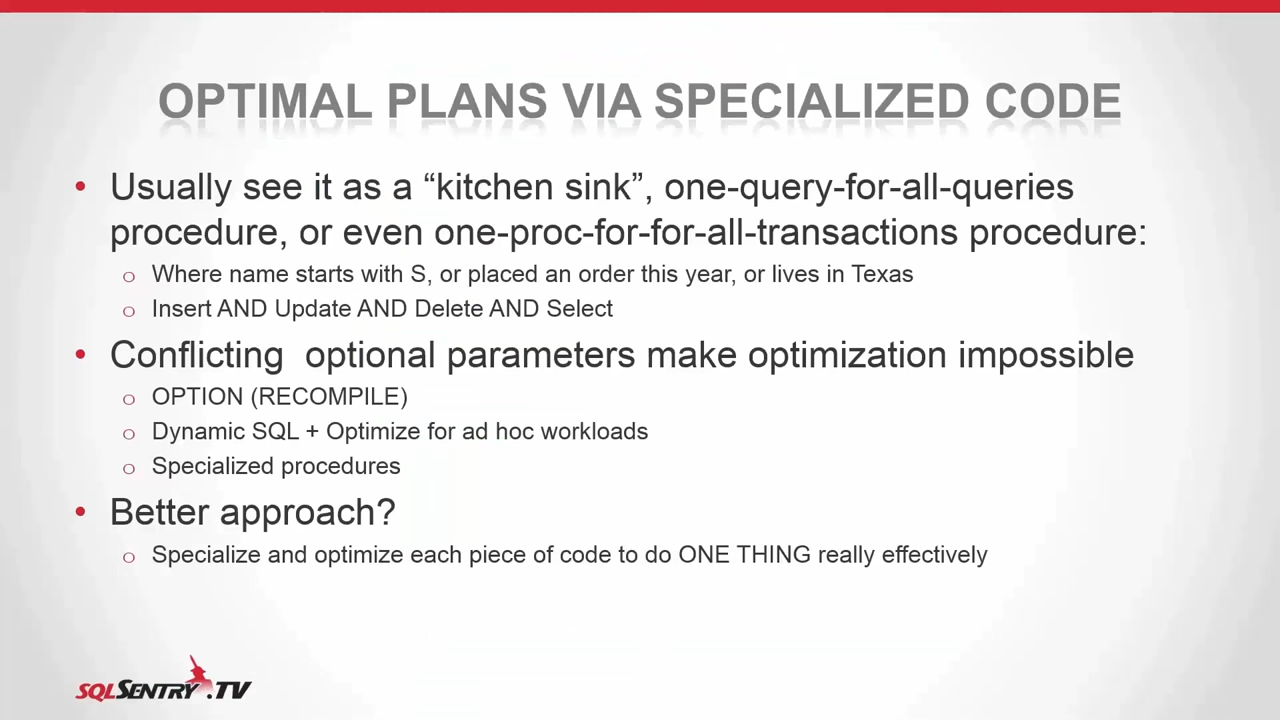 OPTIMAL PLANS VIA SPECIALIZED CODE
• Usually see it as a “kitchen sink”, one-query-for-all-queries
procedure, or even one-proc-for-for-all-transactions procedure:
o Where name starts with S, or placed an order this year, or lives in Texas
o Insert AND Update AND Delete AND Select
• Conflicting  optional parameters make optimization impossible
o OPTION (RECOMPILE)
o Dynamic SQL + Optimize for ad hoc workloads
o Specialized procedures
• Better approach?
o Specialize and optimize each piece of code to do ONE THING really effectively
SQLSENTRY.TV